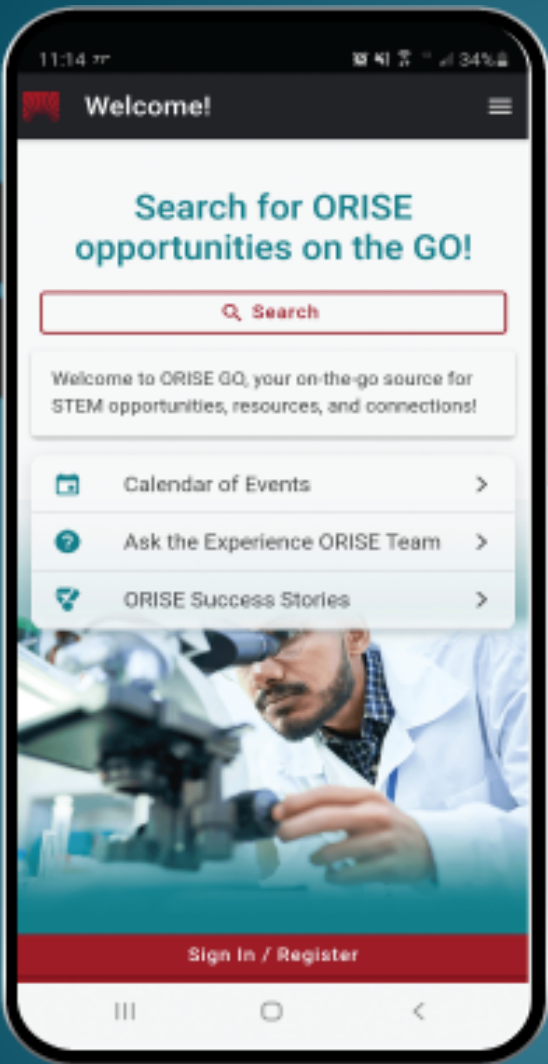 11:14
34%
Welcome!
Search for ORISE
opportunities on the GO!
Search
Welcome to ORISE GO, your on-the-go source for
STEM opportunities, resources, and connections!
Calendar of Events
Ask the Experience ORISE Team
ORISE Success Stories
Sign In / Register